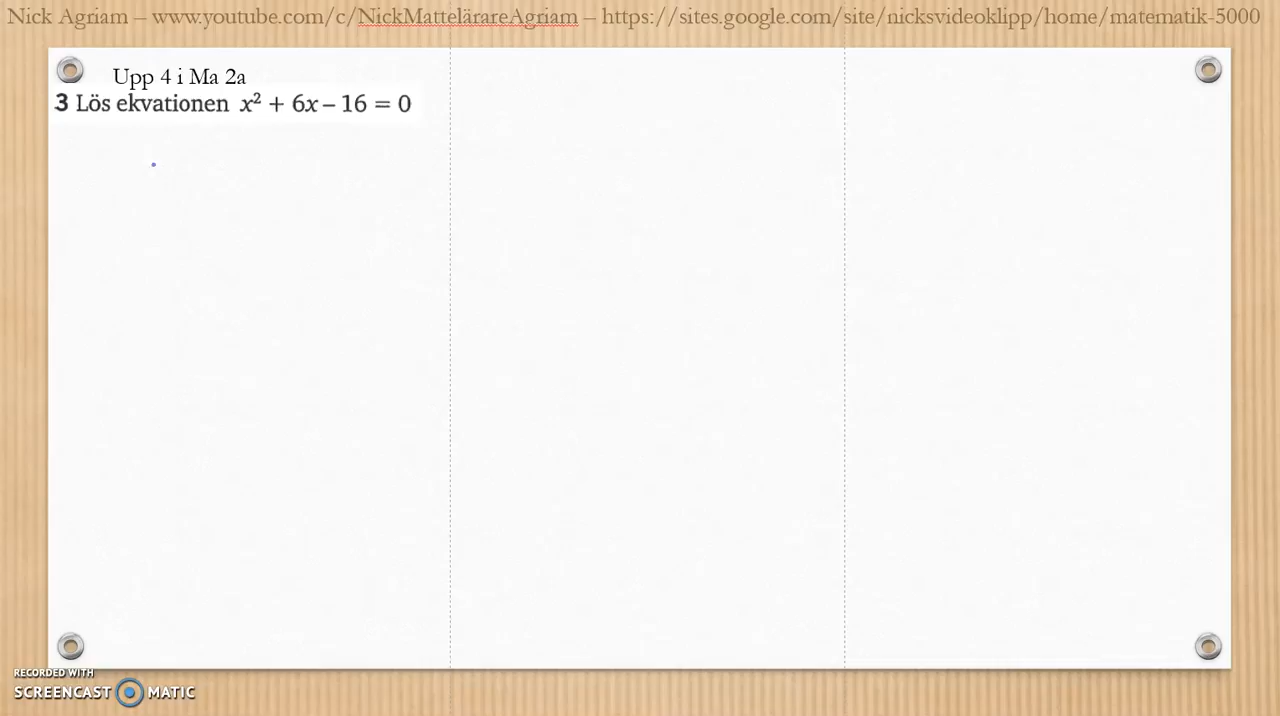 Nick Agriam – www.youtube.com/c/NickMattelärareAgriam – https://sites.google.com/site/nicksvideoklipp/home/matematik-5000
Upp 4 i Ma 2a
3 Lös ekvationen x² + 6x – 16 = 0
RECORDED WITH
SCREENCAST MATIC